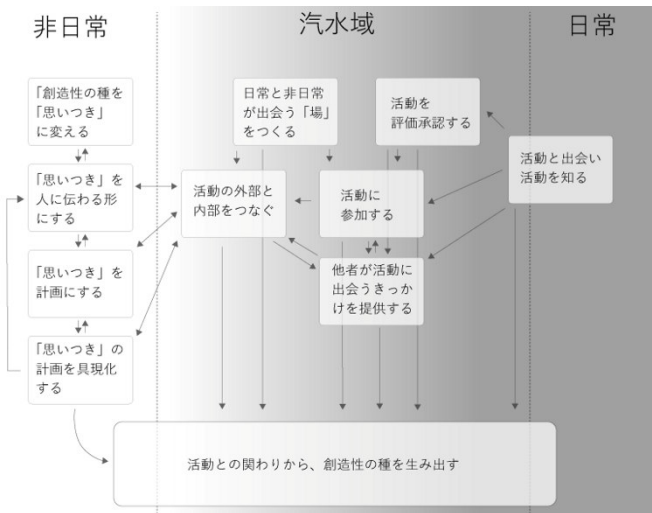 非日常
汽水域
日常
「創造性の種を
「思いつき」
に変える
日常と非日常
が出会う「場」
をつくる
活動を
評価承認する
活動と出会い
活動を知る
「思いつき」を
人に伝わる形
にする
活動の外部と
内部をつなぐ
活動に
参加する
「思いつき」を
計画にする
他者が活動に
出会うきっか
けを提供する
「思いつき」の
計画を具現化
する
活動との関わりから、創造性の種を生み出す